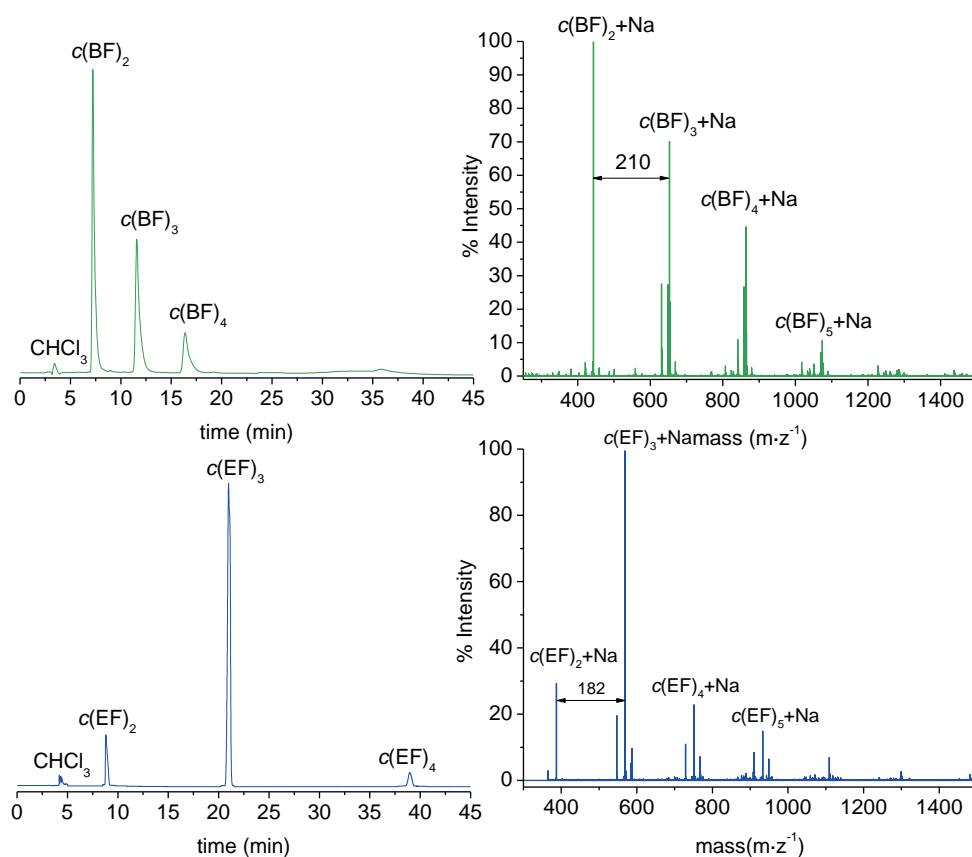 c(BF)₂
c(BF)₃
c(BF)₄
CHCl₃
0 5 10 15 20 25 30 35 40 45
time (min)
c(BF)₂+Na
c(BF)₃+Na
210
c(BF)₄+Na
c(BF)₅+Na
% Intensity
100
90
80
70
60
50
40
30
20
10
0
400 600 800 1000 1200 1400
c(EF)₃+Namass (m·z⁻¹)
c(EF)₃
c(EF)₂
CHCl₃
c(EF)₄
0 5 10 15 20 25 30 35 40 45
time (min)
100
80
60
40
20
0
% Intensity
c(EF)₂+Na
182
c(EF)₄+Na
c(EF)₅+Na
400 600 800 1000 1200 1400
mass(m·z⁻¹)